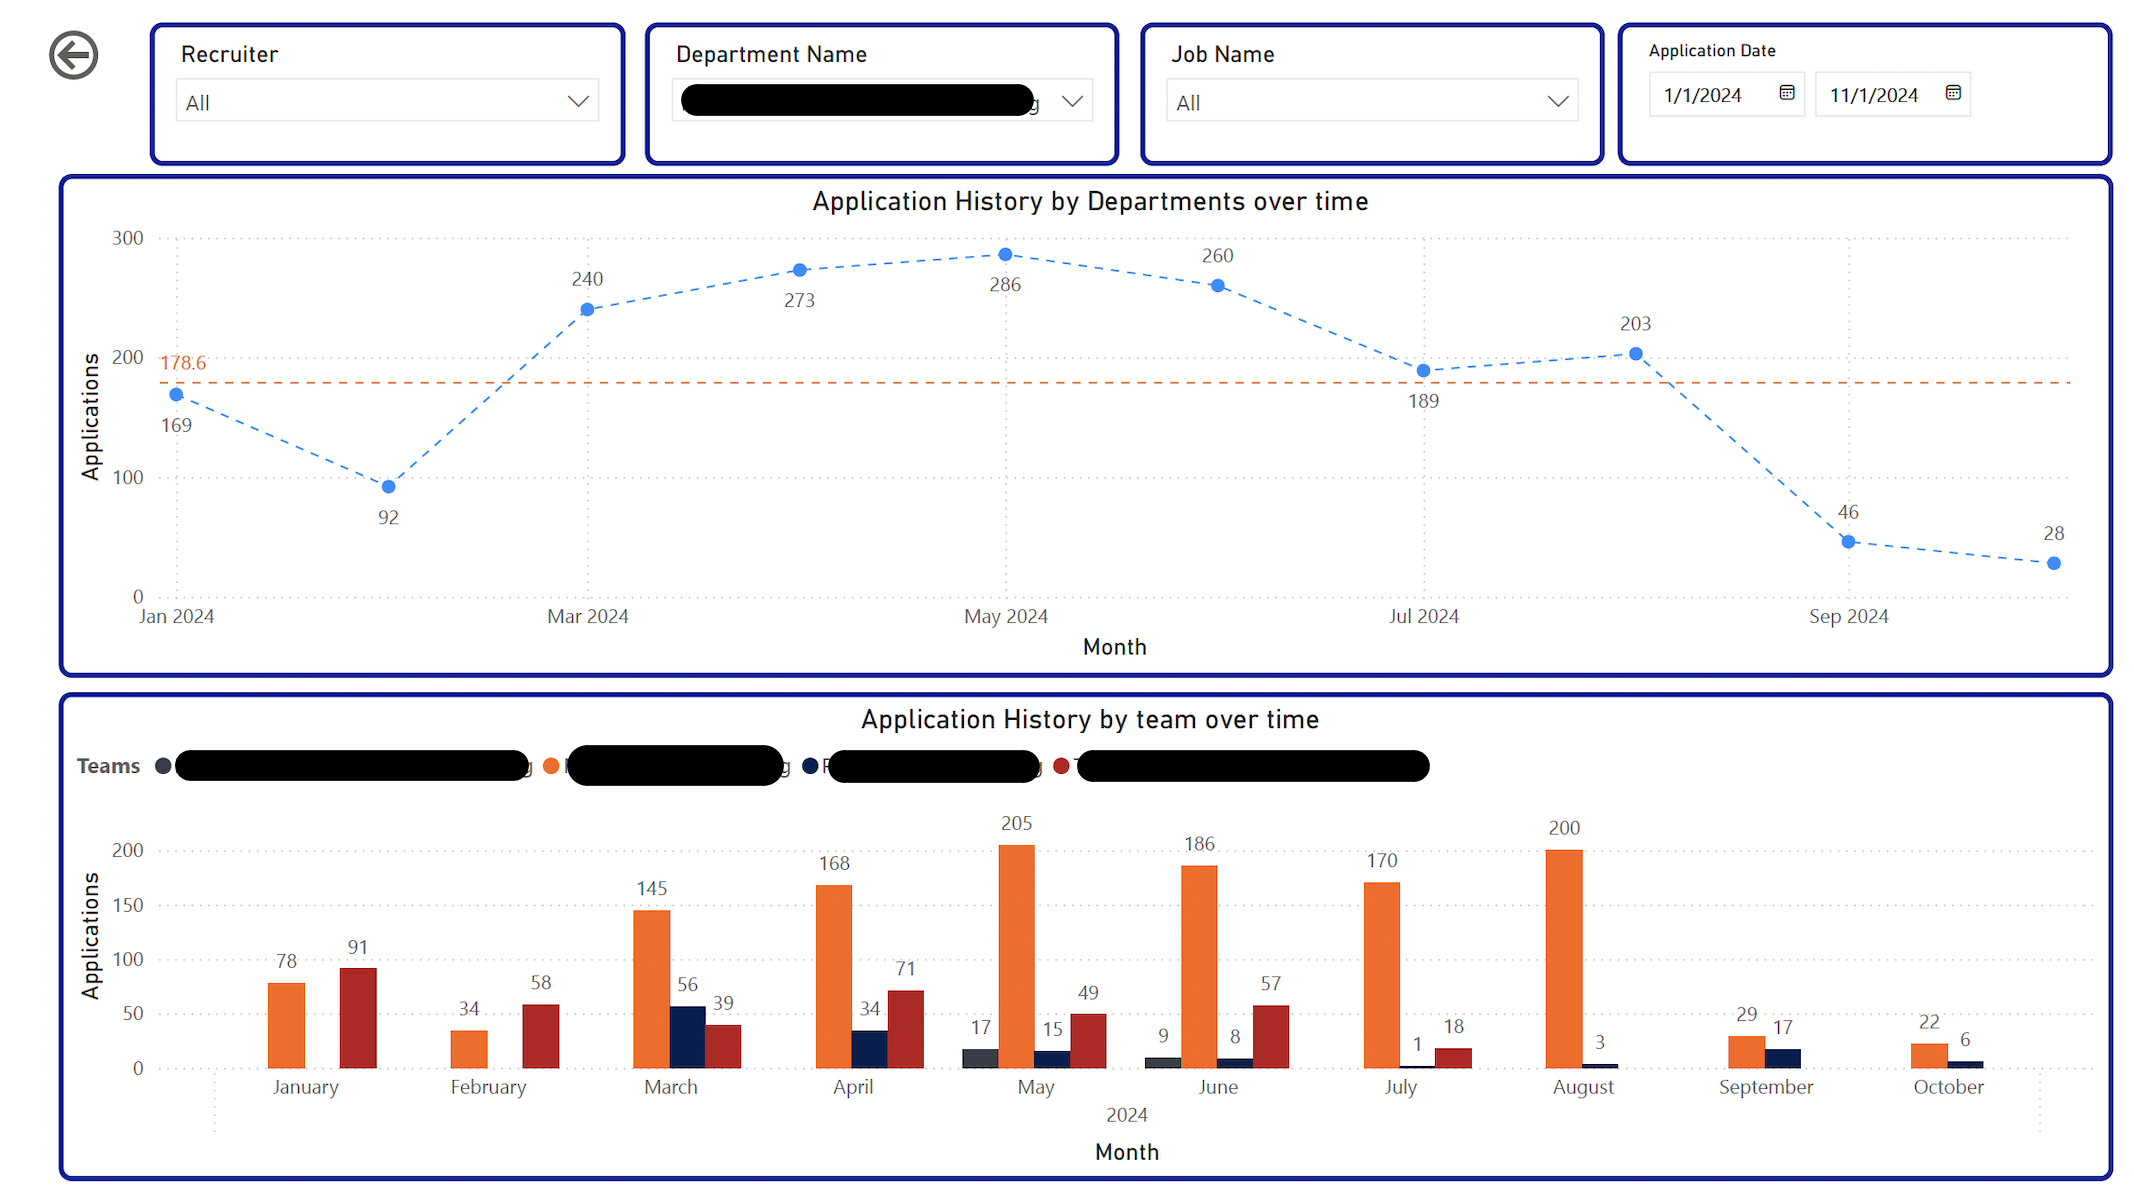 Recruiter
All
Department Name
g
Job Name
All
Application Date
1/1/2024
11/1/2024
Application History by Departments over time
Applications
300
200
100
0
178.6
169
92
240
273
286
260
189
203
46
28
Jan 2024
Mar 2024
May 2024
Jul 2024
Sep 2024
Month
Application History by team over time
Teams
Applications
200
150
100
50
0
78
91
34
58
145
56
39
168
34
71
17
205
15
49
9
186
8
57
170
1
18
200
3
29
17
22
6
January
February
March
April
May
June
July
August
September
October
2024
Month